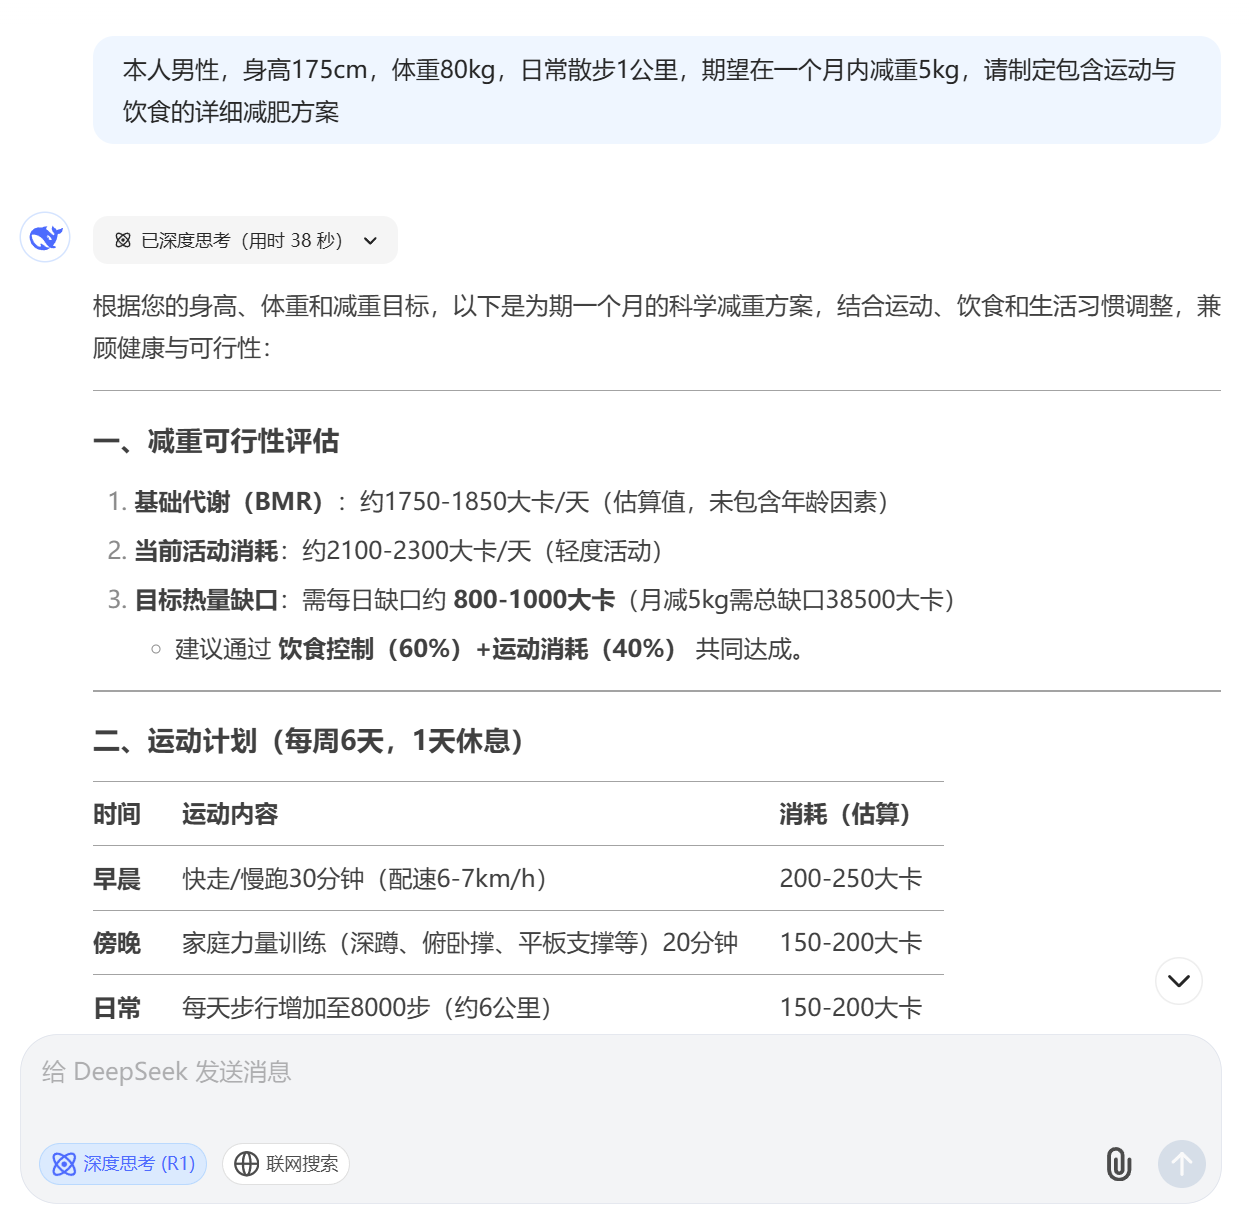 本人男性，身高175cm，体重80kg，日常散步1公里，期望在一个月内减重5kg，请制定包含运动与
饮食的详细减肥方案
已深度思考（用时 38 秒）
根据您的身高、体重和减重目标，以下是为期一个月的科学减重方案，结合运动、饮食和生活习惯调整，兼
顾健康与可行性：
一、减重可行性评估
1. 基础代谢（BMR）：约1750-1850大卡/天（估算值，未包含年龄因素）
2. 当前活动消耗：约2100-2300大卡/天（轻度活动）
3. 目标热量缺口：需每日缺口约 800-1000大卡（月减5kg需总缺口38500大卡）
建议通过 饮食控制（60%）+运动消耗（40%） 共同达成。
二、运动计划（每周6天，1天休息）
时间 运动内容 消耗（估算）
早晨 快走/慢跑30分钟（配速6-7km/h） 200-250大卡
傍晚 家庭力量训练（深蹲、俯卧撑、平板支撑等）20分钟 150-200大卡
日常 每天步行增加至8000步（约6公里） 150-200大卡
给 DeepSeek 发送消息
深度思考 (R1) 联网搜索